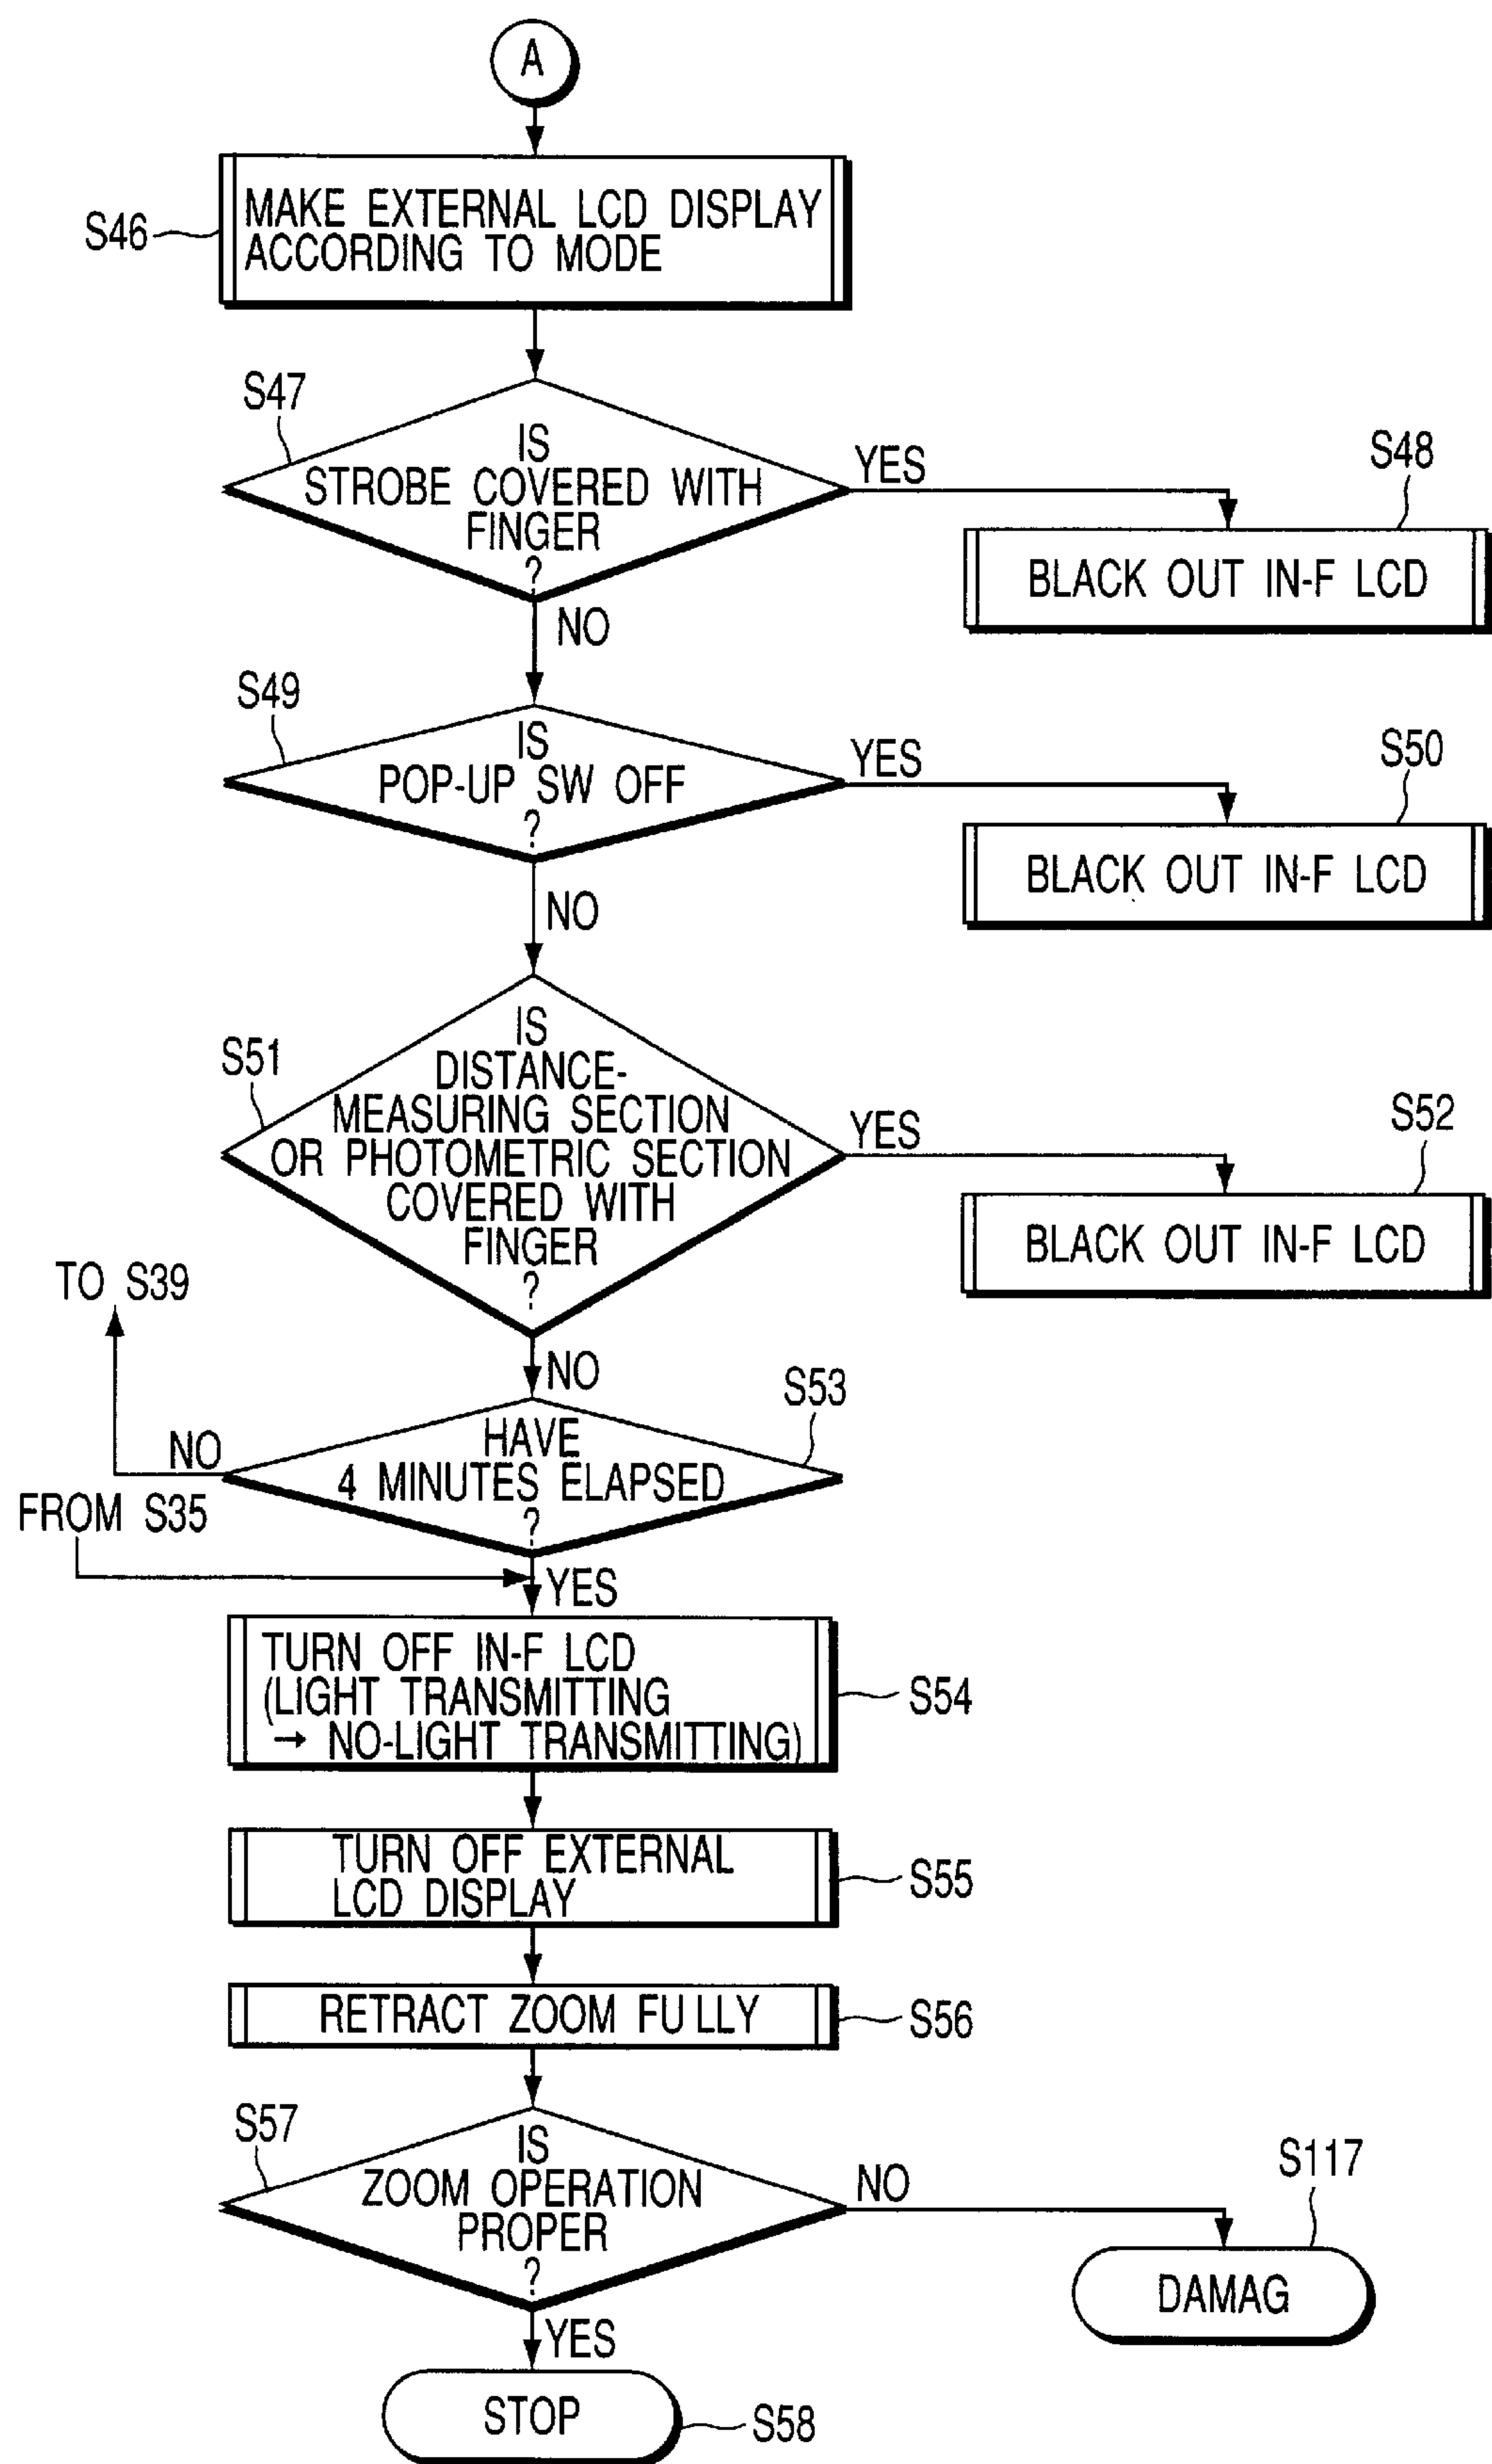 A
S46
MAKE EXTERNAL LCD DISPLAY
ACCORDING TO MODE
S47
IS
STROBE COVERED WITH
FINGER
?
YES
S48
BLACK OUT IN-F LCD
NO
S49
IS
POP-UP SW OFF
?
YES
S50
BLACK OUT IN-F LCD
NO
S51
IS
DISTANCE-
MEASURING SECTION
OR PHOTOMETRIC SECTION
COVERED WITH
FINGER
?
YES
S52
BLACK OUT IN-F LCD
TO S39
NO
S53
HAVE
4 MINUTES ELAPSED
?
NO
FROM S35
YES
TURN OFF IN-F LCD
(LIGHT TRANSMITTING
→ NO-LIGHT TRANSMITTING)
S54
TURN OFF EXTERNAL
LCD DISPLAY
S55
RETRACT ZOOM FULLY
S56
S57
IS
ZOOM OPERATION
PROPER
?
NO
S117
DAMAG
YES
STOP
S58